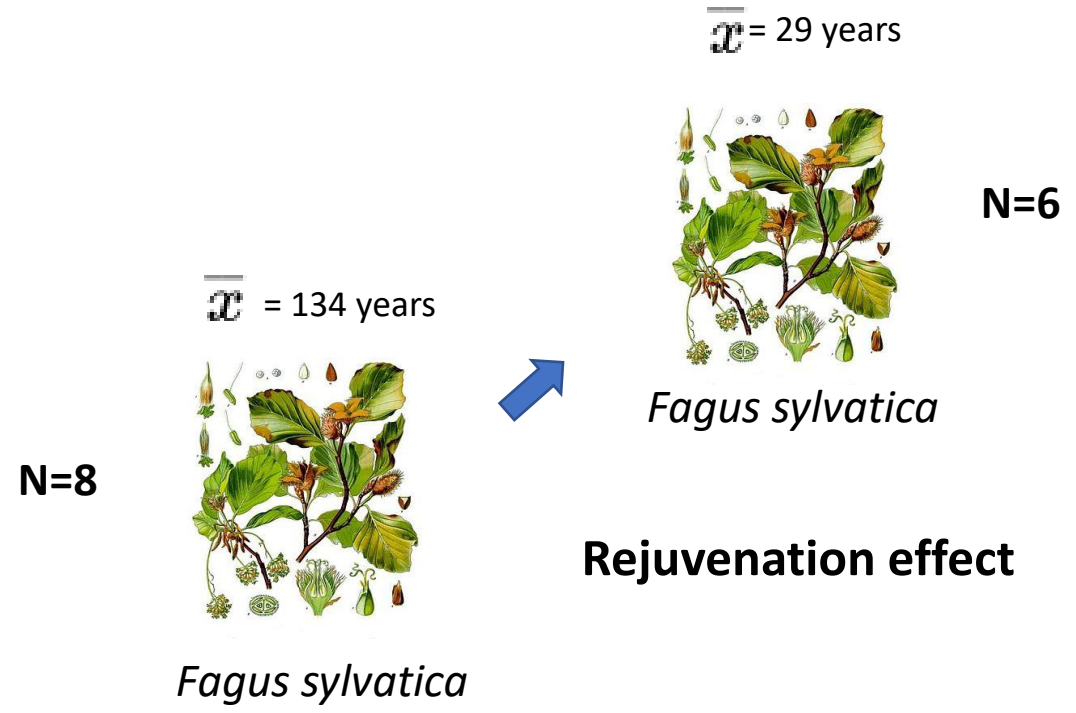 x̄ = 29 years
N=6
Fagus sylvatica
x̄ = 134 years
N=8
Fagus sylvatica
Rejuvenation effect